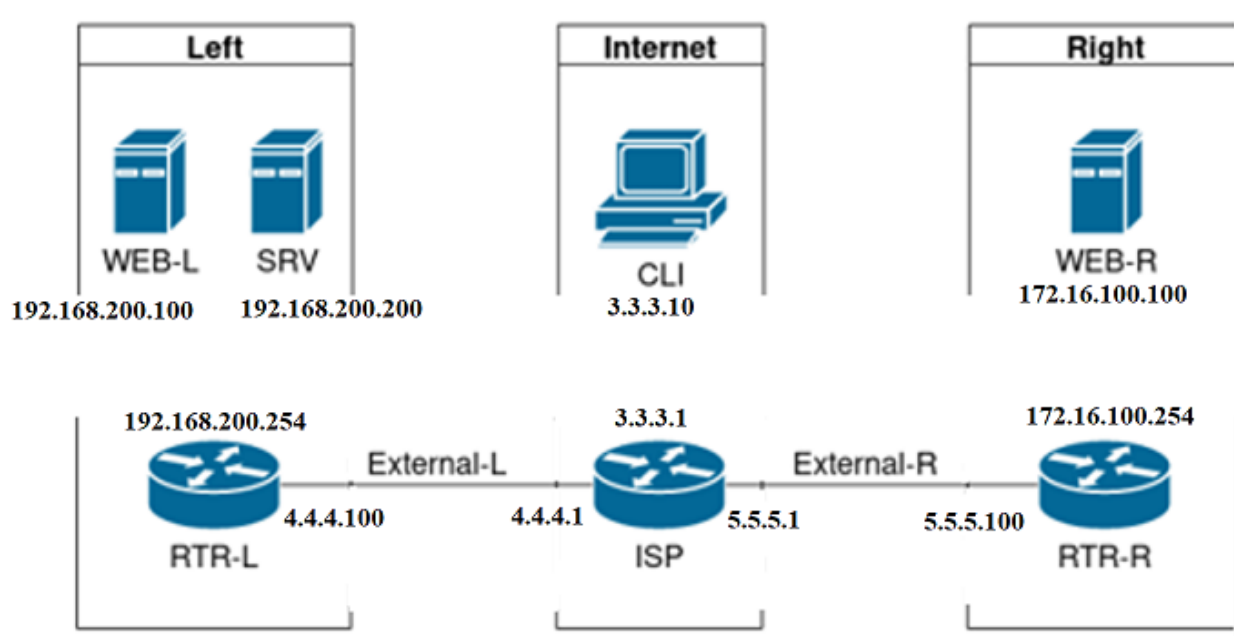 Left
Internet
Right
WEB-L
SRV
CLI
WEB-R
192.168.200.100
192.168.200.200
3.3.3.10
172.16.100.100
192.168.200.254
3.3.3.1
172.16.100.254
External-L
External-R
4.4.4.100
4.4.4.1
5.5.5.1
5.5.5.100
RTR-L
ISP
RTR-R